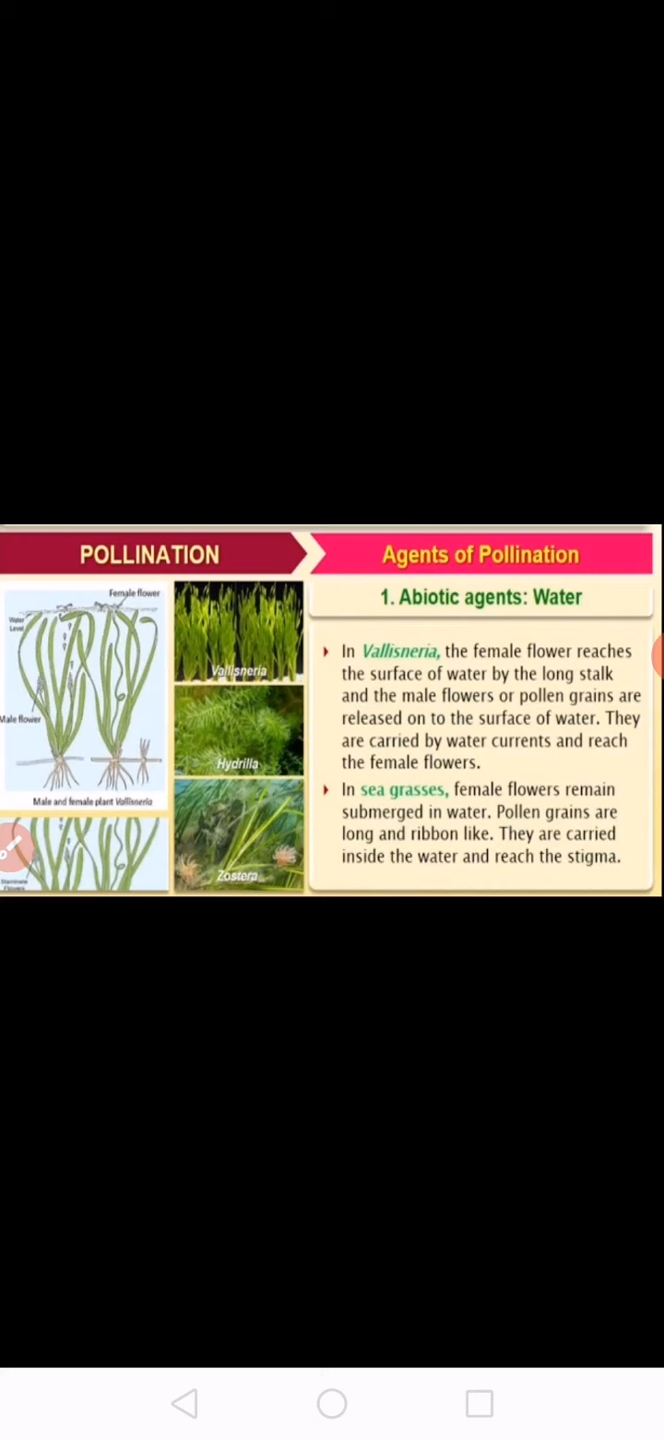 POLLINATION
Agents of Pollination
1. Abiotic agents: Water
Female flower
Water
Level
Male flower
Male and female plant Vallisneria
Staminate
Flowers
Vallisneria
Hydrilla
Zostera
In Vallisneria, the female flower reaches
the surface of water by the long stalk
and the male flowers or pollen grains are
released on to the surface of water. They
are carried by water currents and reach
the female flowers.
In sea grasses, female flowers remain
submerged in water. Pollen grains are
long and ribbon like. They are carried
inside the water and reach the stigma.